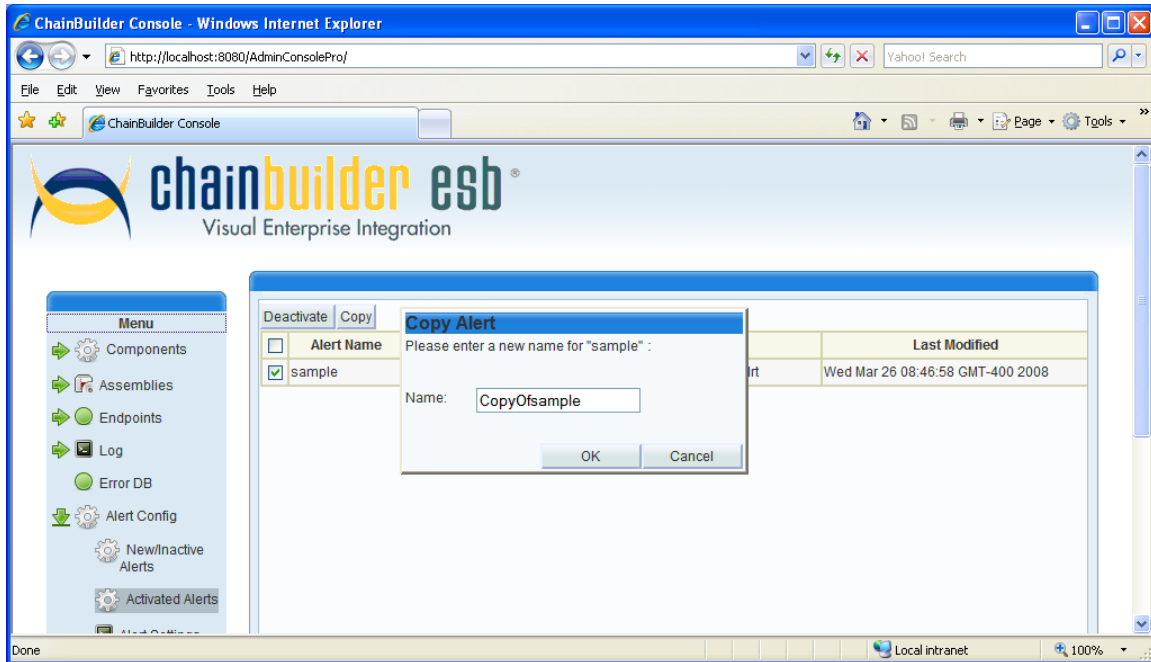 ChainBuilder Console - Windows Internet Explorer
http://localhost:8080/AdminConsolePro/
Yahoo! Search
File Edit View Favorites Tools Help
ChainBuilder Console
Page Tools
chainbuilder esb ®
Visual Enterprise Integration
Menu
Components
Assemblies
Endpoints
Log
Error DB
Alert Config
New/Inactive
Alerts
Activated Alerts
Alert Settings
Deactivate Copy
Alert Name Last Modified
sample lrt Wed Mar 26 08:46:58 GMT-400 2008
Copy Alert
Please enter a new name for "sample" :
Name: CopyOfsample
OK Cancel
Done Local intranet 100%